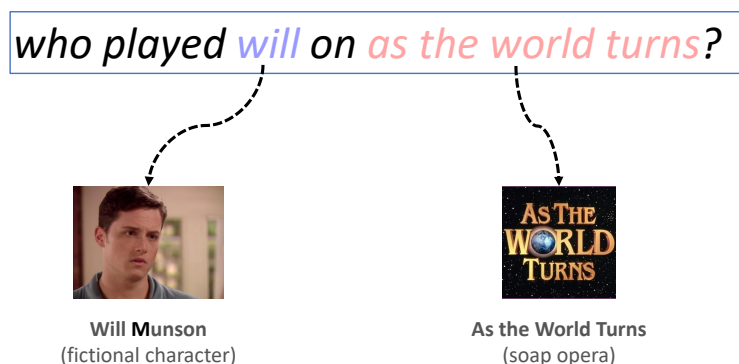 who played will on as the world turns?
AS THE
WORLD
TURNS
Will Munson
(fictional character)
As the World Turns
(soap opera)